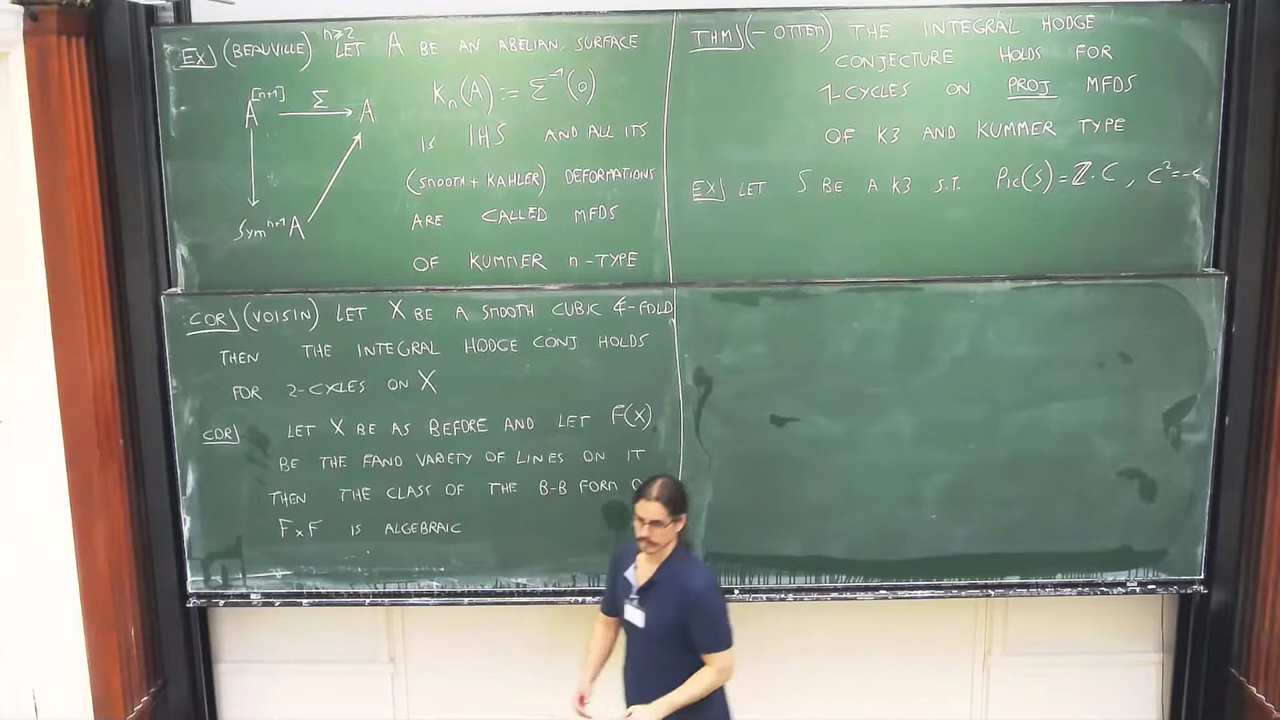 EX] (BEAUVILLE) n≥2 LET A BE AN ABELIAN SURFACE
A^[n+1] Σ→ A
K_n(A) := Σ^-1(0)
IS IHS AND ALL ITS
(SMOOTH + KAHLER) DEFORMATIONS
ARE CALLED MFDS
Sym^n+1 A
OF KUMMER n-TYPE
THM] (- OTTEM) THE INTEGRAL HODGE
CONJECTURE HOLDS FOR
1-CYCLES ON PROJ MFDS
OF K3 AND KUMMER TYPE
EX] LET S BE A K3 S.T. Pic(S) = ℤ·C, C²=-
COR] (VOISIN) LET X BE A SMOOTH CUBIC 4-FOLD
THEN THE INTEGRAL HODGE CONJ HOLDS
FOR 2-CYCLES ON X
COR] LET X BE AS BEFORE AND LET F(X)
BE THE FANO VARIETY OF LINES ON IT
THEN THE CLASS OF THE B-B FORM
F×F IS ALGEBRAIC